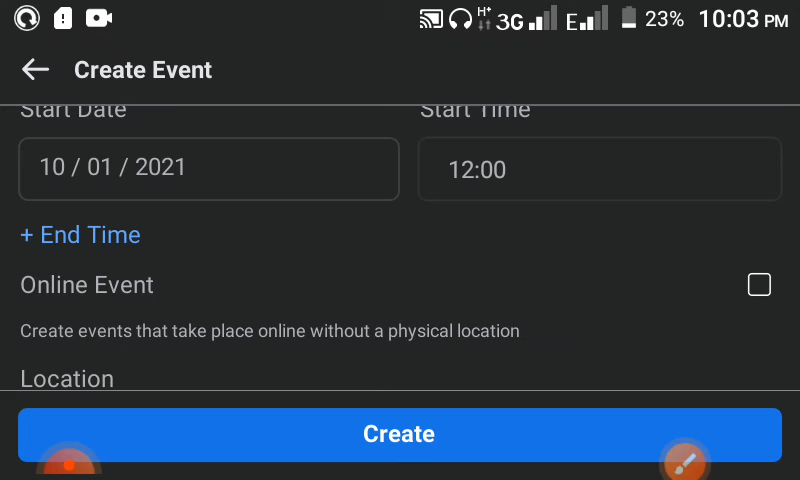 H+ 3G E 23% 10:03 PM
Create Event
Start Date Start Time
10 / 01 / 2021 12:00
+ End Time
Online Event
Create events that take place online without a physical location
Location
Create